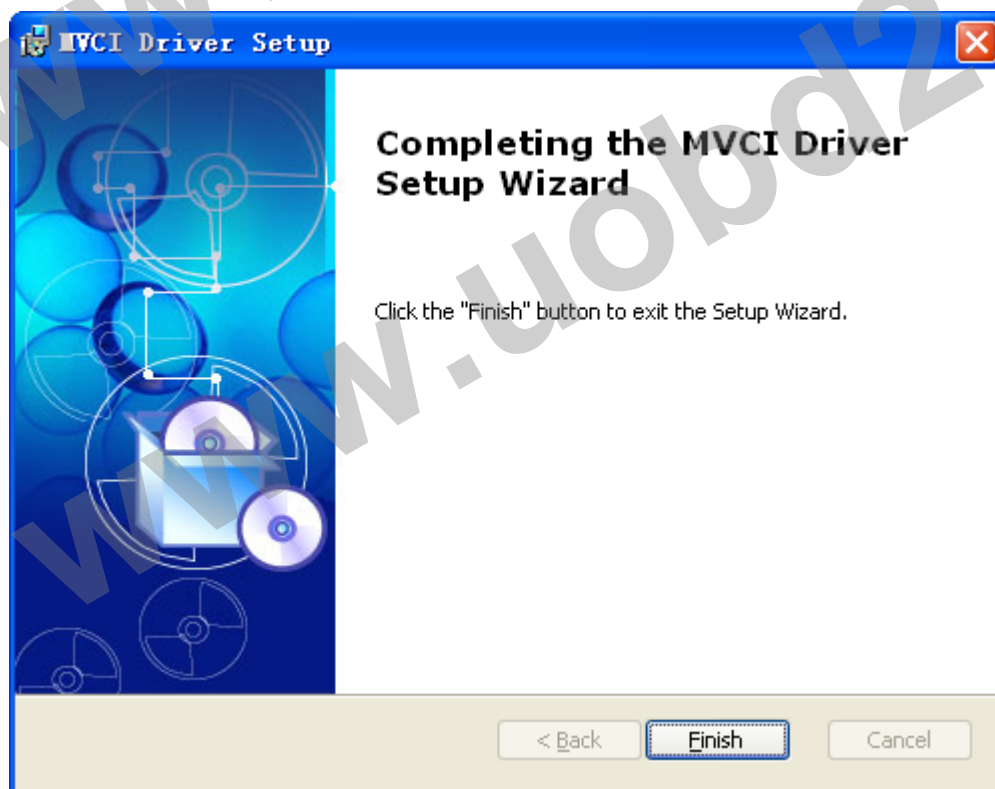 MVCI Driver Setup
Completing the MVCI Driver
Setup Wizard
Click the "Finish" button to exit the Setup Wizard.
< Back
Finish
Cancel
www.uobd2